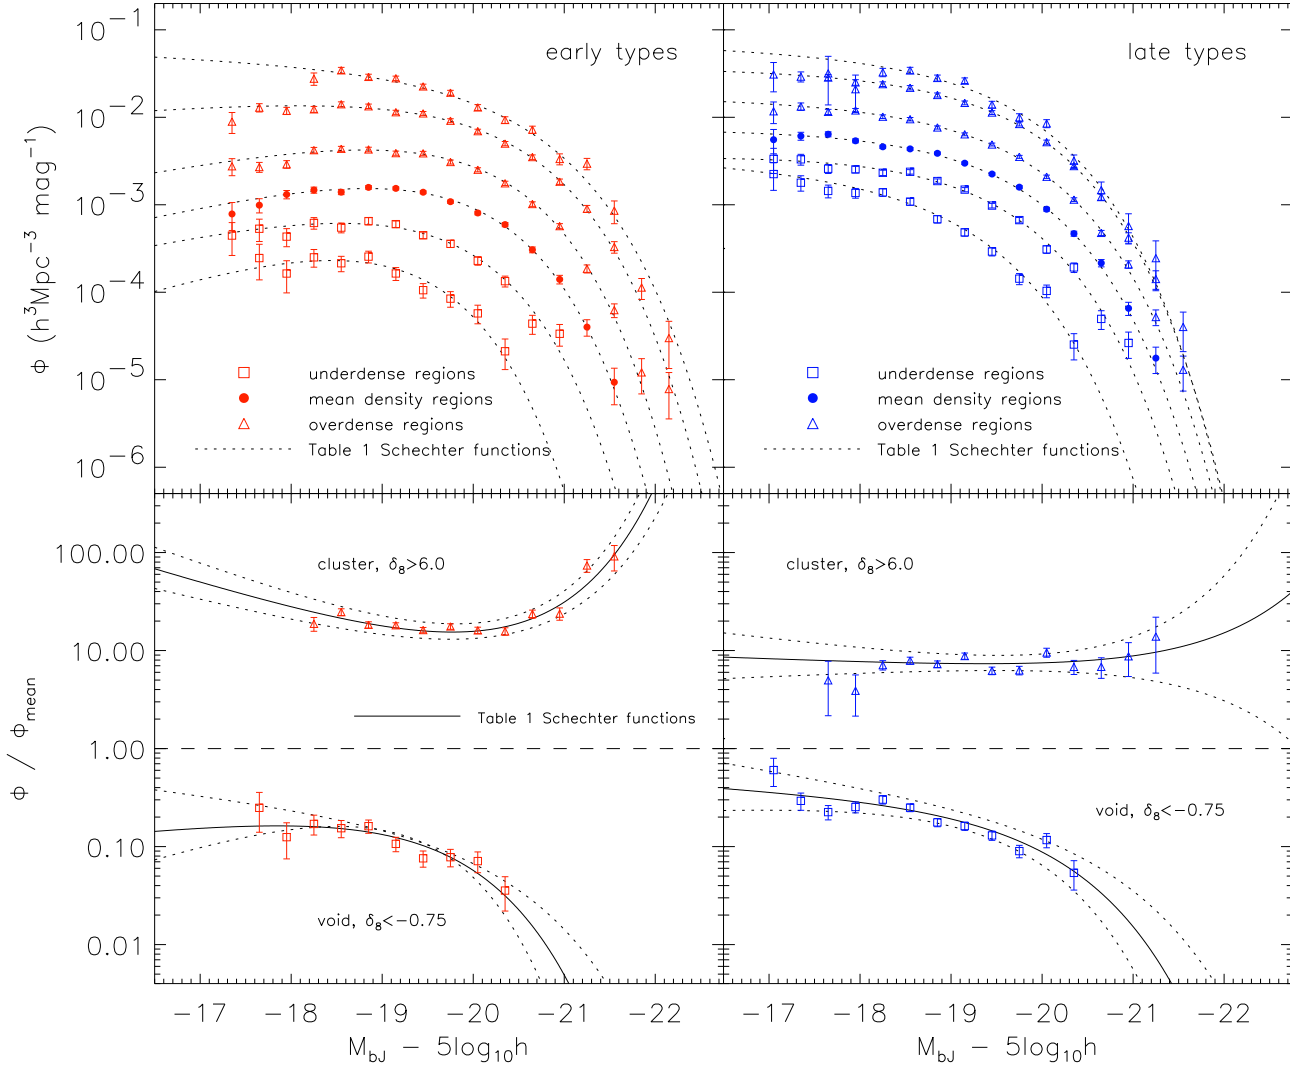 10⁻¹
10⁻²
10⁻³
10⁻⁴
10⁻⁵
10⁻⁶
ϕ (h³Mpc⁻³ mag⁻¹)
early types
underdense regions
mean density regions
overdense regions
Table 1 Schechter functions
late types
underdense regions
mean density regions
overdense regions
Table 1 Schechter functions
100.00
10.00
1.00
0.10
0.01
ϕ / ϕ_mean
cluster, δ₈>6.0
Table 1 Schechter functions
void, δ₈<−0.75
cluster, δ₈>6.0
void, δ₈<−0.75
−17 −18 −19 −20 −21 −22
−17 −18 −19 −20 −21 −22
M_bJ − 5log₁₀h
M_bJ − 5log₁₀h